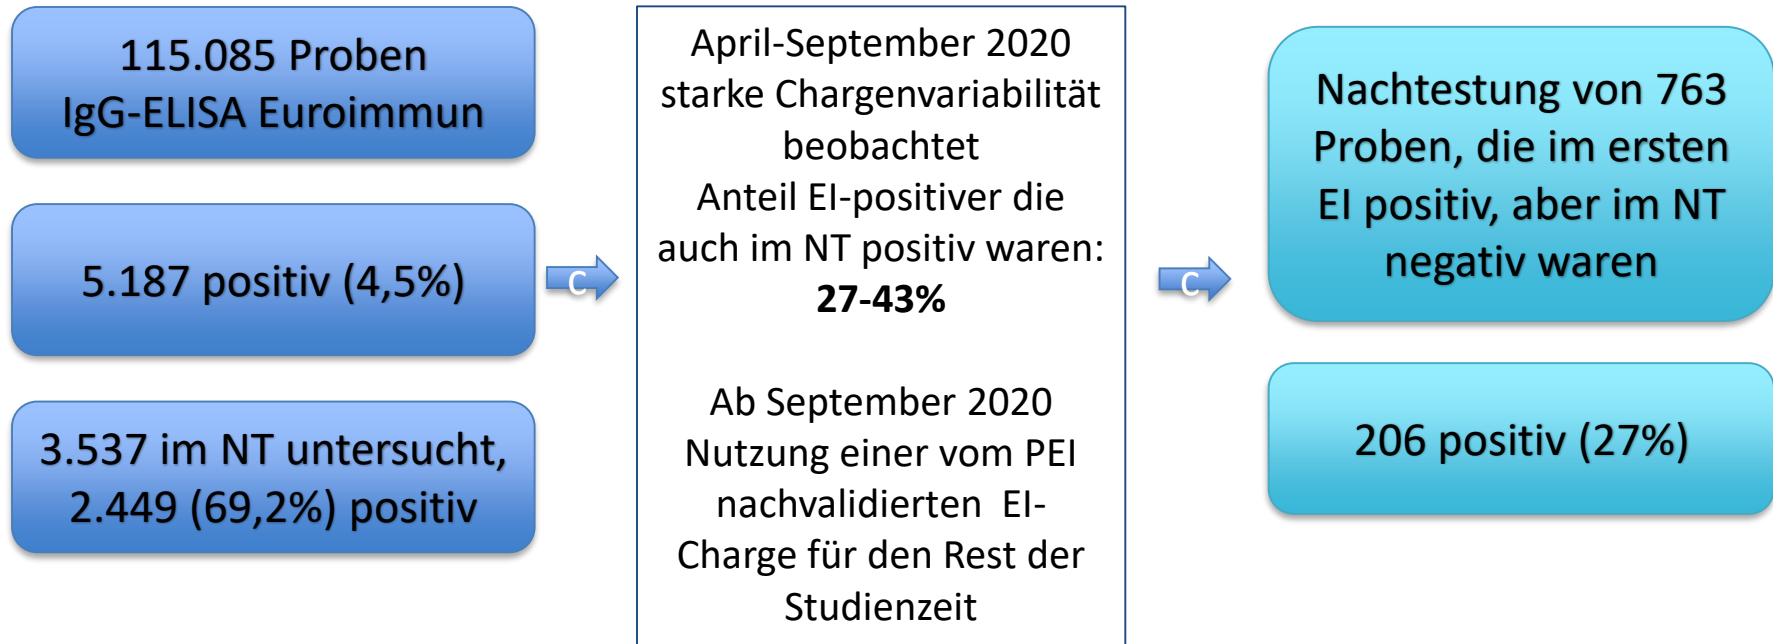 115.085 Proben
IgG-ELISA Euroimmun
5.187 positiv (4,5%)
3.537 im NT untersucht,
2.449 (69,2%) positiv
C
April-September 2020
starke Chargenvariabilität
beobachtet
Anteil EI-positiver die
auch im NT positiv waren:
27-43%
Ab September 2020
Nutzung einer vom PEI
nachvalidierten EI-
Charge für den Rest der
Studienzeit
C
Nachtestung von 763
Proben, die im ersten
EI positiv, aber im NT
negativ waren
206 positiv (27%)